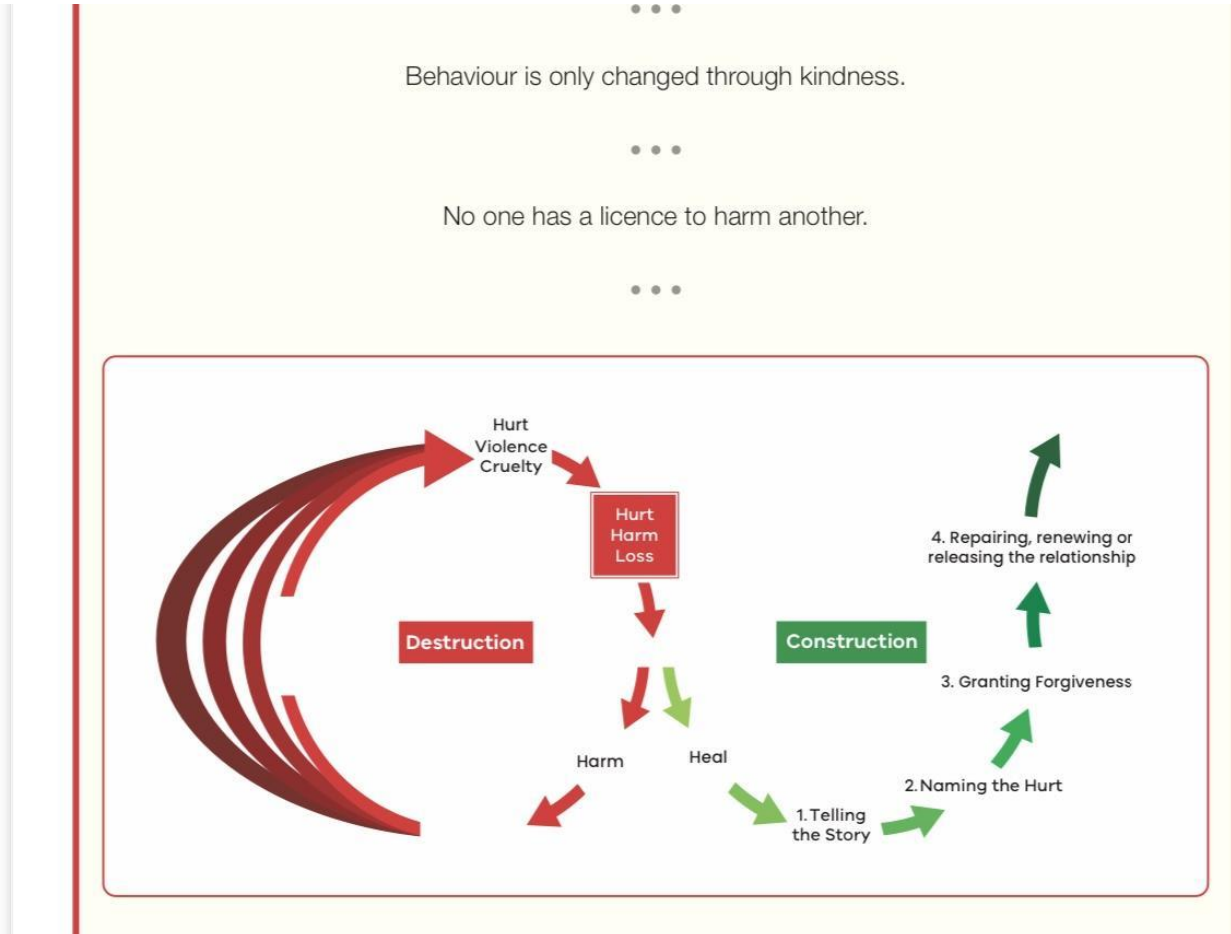 Behaviour is only changed through kindness.
No one has a licence to harm another.
Hurt
Violence
Cruelty
Hurt
Harm
Loss
Destruction
Harm
Heal
Construction
1.Telling
the Story
2.Naming the Hurt
3. Granting Forgiveness
4. Repairing, renewing or
releasing the relationship